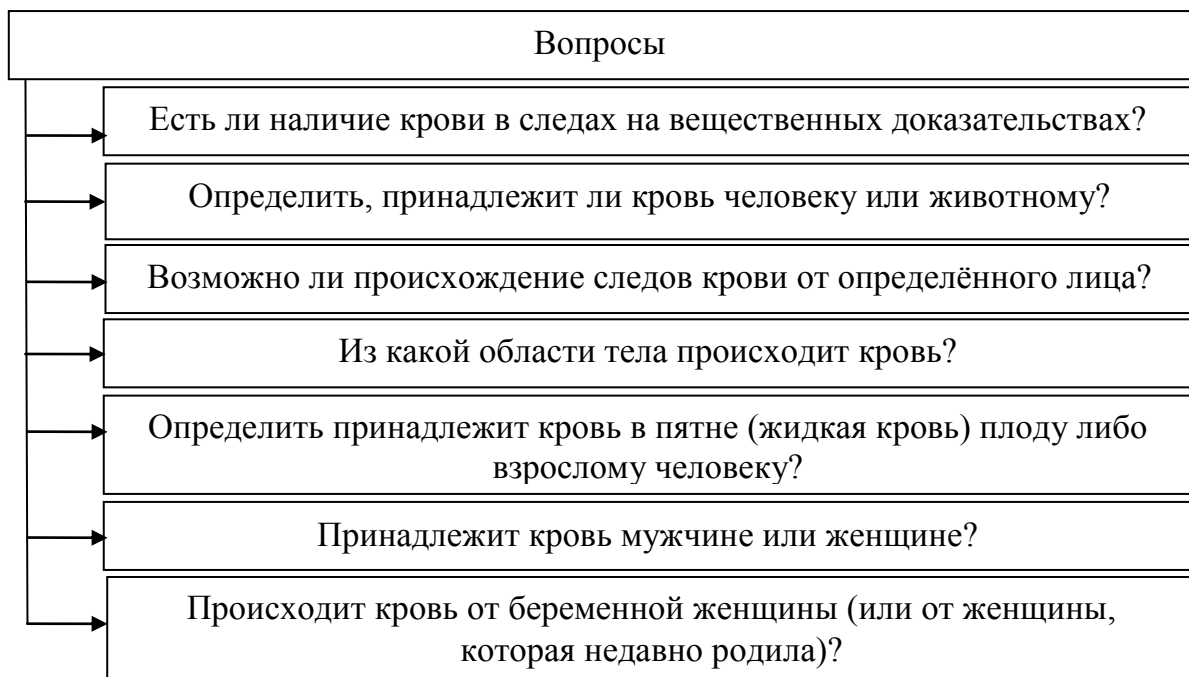 Вопросы
Есть ли наличие крови в следах на вещественных доказательствах?
Определить, принадлежит ли кровь человеку или животному?
Возможно ли происхождение следов крови от определённого лица?
Из какой области тела происходит кровь?
Определить принадлежит кровь в пятне (жидкая кровь) плоду либо
взрослому человеку?
Принадлежит кровь мужчине или женщине?
Происходит кровь от беременной женщины (или от женщины,
которая недавно родила)?